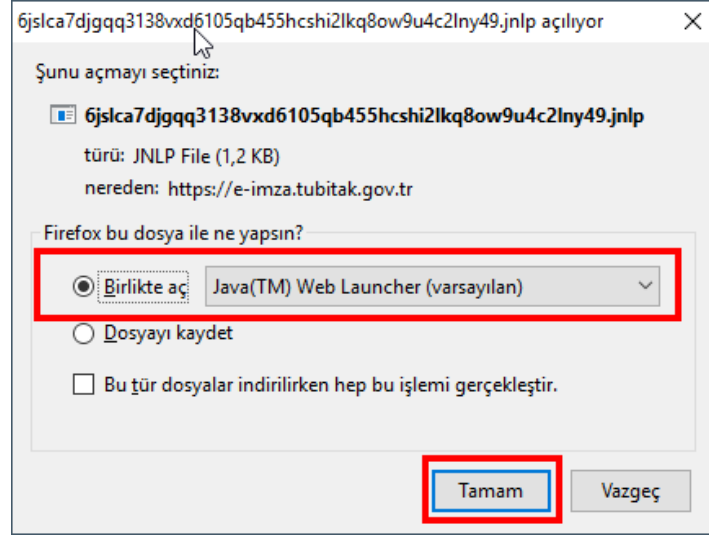 6jslca7djgqq3138vxd6105qb455hcshi2lkq8ow9u4c2lny49.jnlp açılıyor
Şunu açmayı seçtiniz:
6jslca7djgqq3138vxd6105qb455hcshi2lkq8ow9u4c2lny49.jnlp
türü: JNLP File (1,2 KB)
nereden: https://e-imza.tubitak.gov.tr
Firefox bu dosya ile ne yapsın?
Birlikte aç Java(TM) Web Launcher (varsayılan)
Dosyayı kaydet
Bu tür dosyalar indirilirken hep bu işlemi gerçekleştir.
Tamam Vazgeç